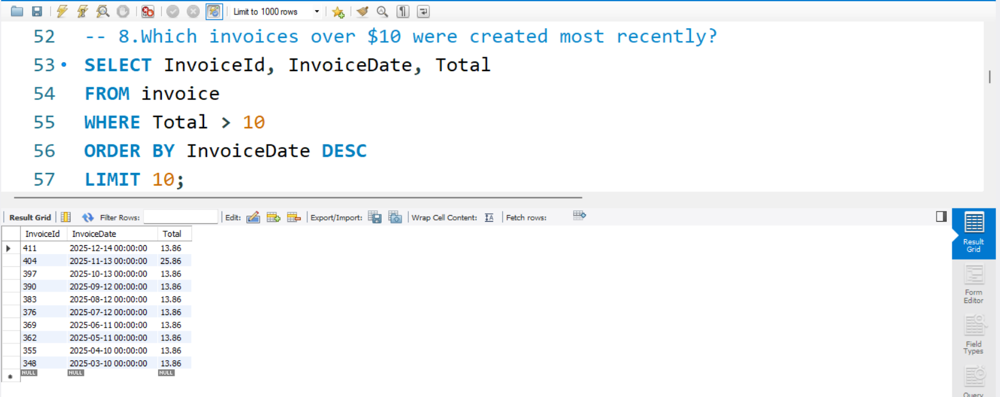 Limit to 1000 rows
52 -- 8.Which invoices over $10 were created most recently?
53 SELECT InvoiceId, InvoiceDate, Total
54 FROM invoice
55 WHERE Total > 10
56 ORDER BY InvoiceDate DESC
57 LIMIT 10;
Result Grid Filter Rows: Edit: Export/Import: Wrap Cell Content: Fetch rows:
InvoiceId InvoiceDate Total
411 2025-12-14 00:00:00 13.86
404 2025-11-13 00:00:00 25.86
397 2025-10-13 00:00:00 13.86
390 2025-09-12 00:00:00 13.86
383 2025-08-12 00:00:00 13.86
376 2025-07-12 00:00:00 13.86
369 2025-06-11 00:00:00 13.86
362 2025-05-11 00:00:00 13.86
355 2025-04-10 00:00:00 13.86
348 2025-03-10 00:00:00 13.86
NULL NULL NULL
Result
Grid
Form
Editor
Field
Types
Query